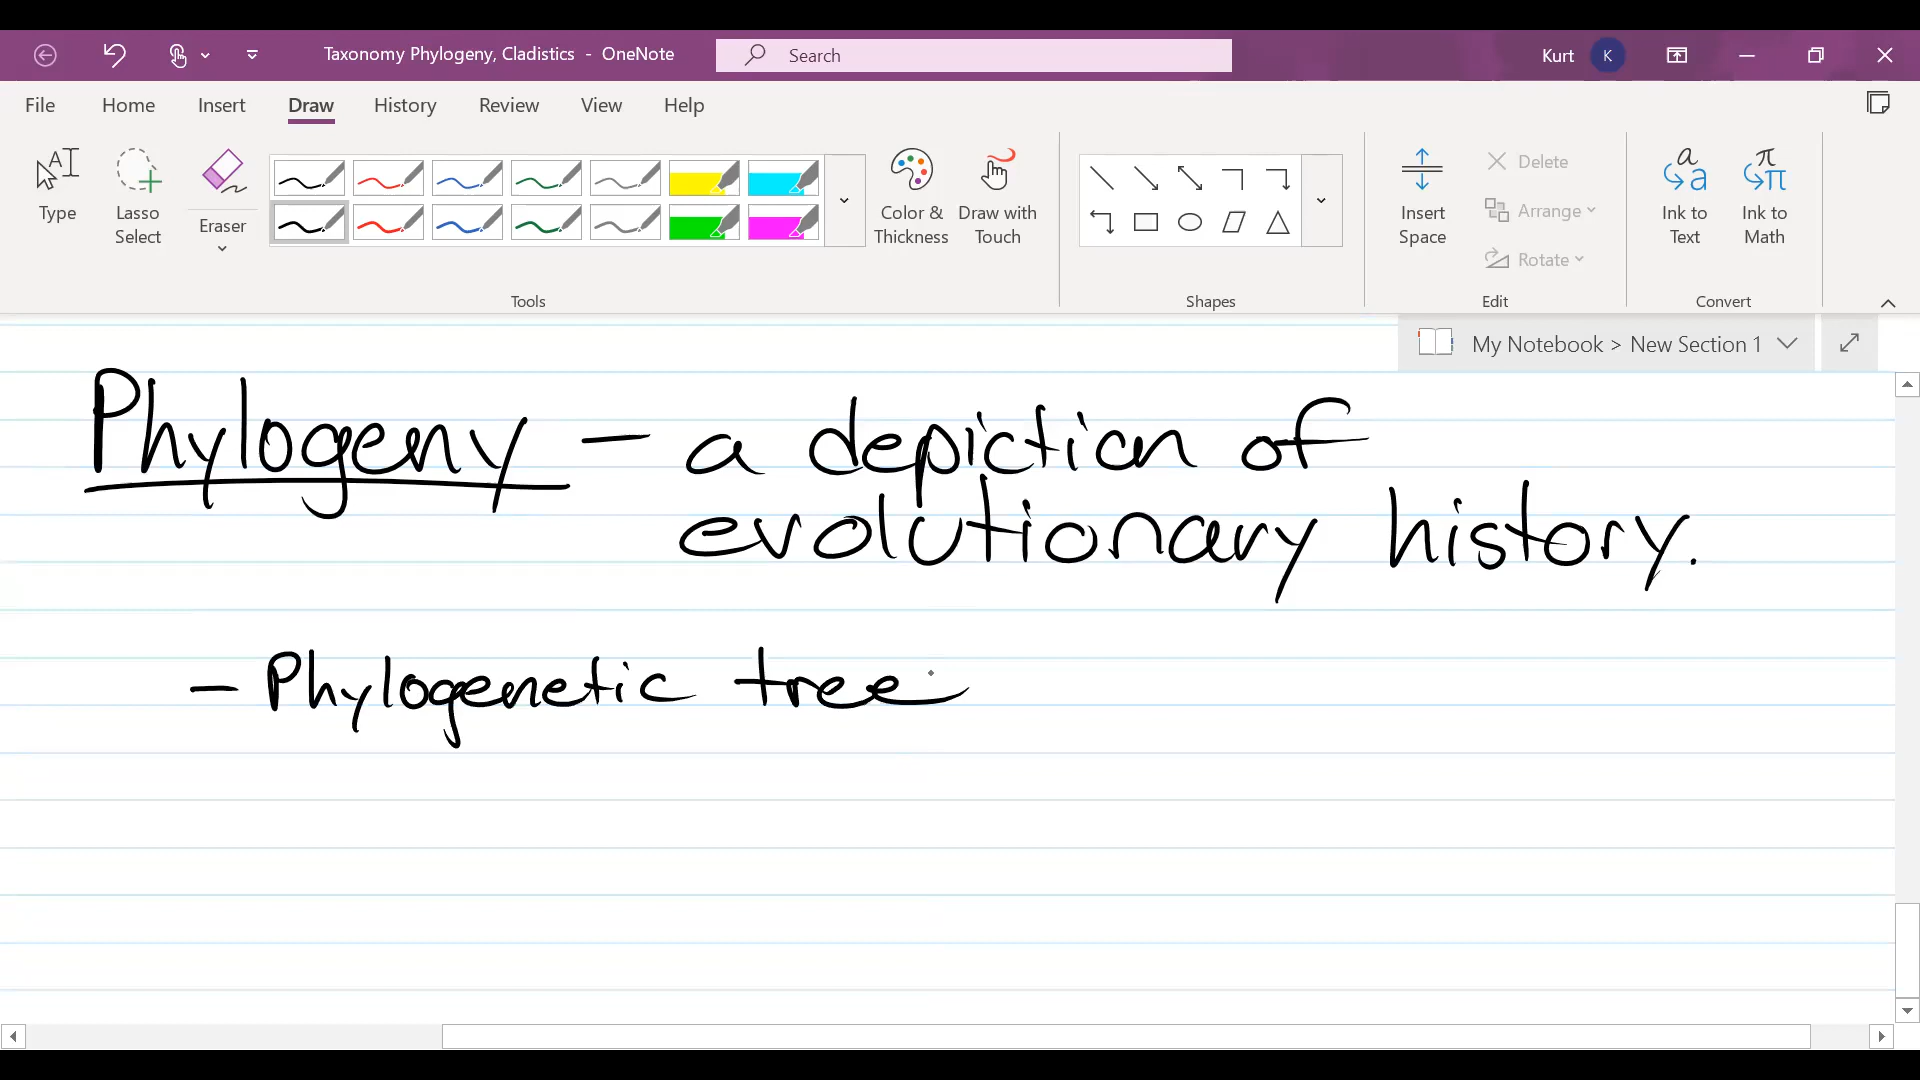 Taxonomy Phylogeny, Cladistics - OneNote
Search
Kurt
K
File Home Insert Draw History Review View Help
Type
Lasso Select
Eraser
Color & Thickness
Draw with Touch
Insert Space
Delete
Arrange
Rotate
Ink to Text
Ink to Math
Tools
Shapes
Edit
Convert
My Notebook > New Section 1
Phylogeny - a depiction of
evolutionary history.
- Phylogenetic tree